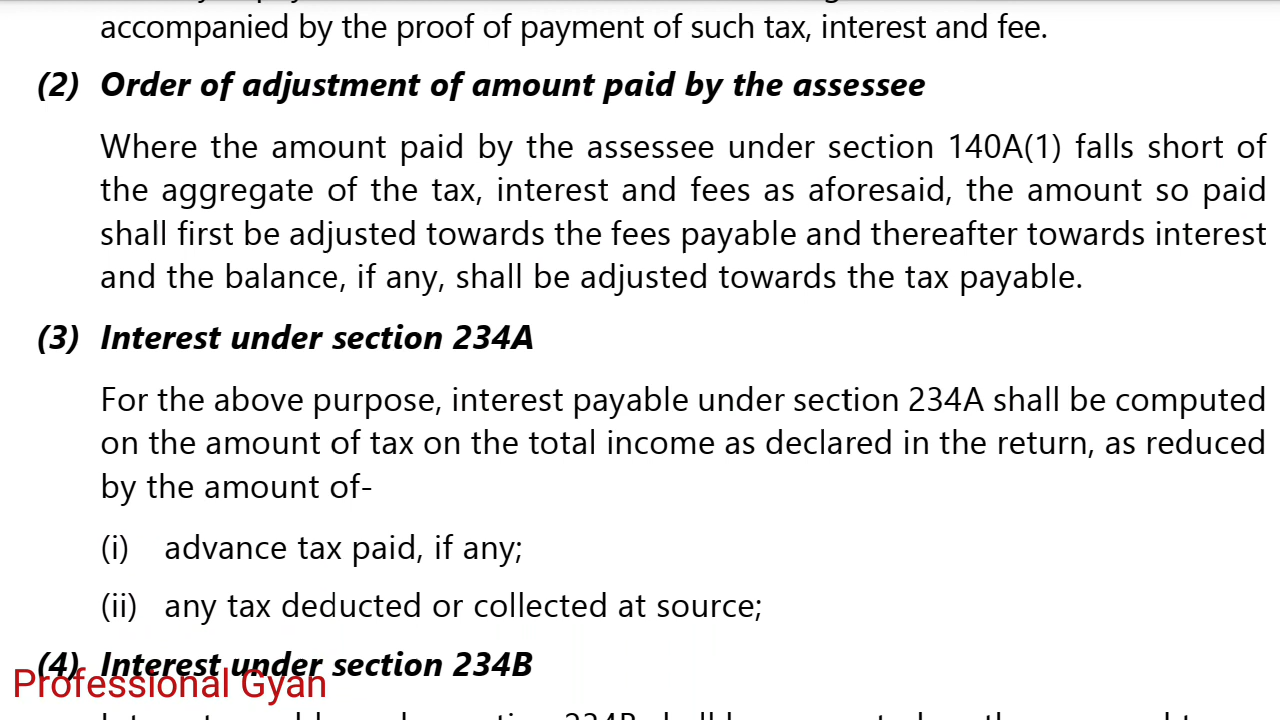 accompanied by the proof of payment of such tax, interest and fee.
(2) Order of adjustment of amount paid by the assessee
Where the amount paid by the assessee under section 140A(1) falls short of
the aggregate of the tax, interest and fees as aforesaid, the amount so paid
shall first be adjusted towards the fees payable and thereafter towards interest
and the balance, if any, shall be adjusted towards the tax payable.
(3) Interest under section 234A
For the above purpose, interest payable under section 234A shall be computed
on the amount of tax on the total income as declared in the return, as reduced
by the amount of-
(i) advance tax paid, if any;
(ii) any tax deducted or collected at source;
(4) Interest under section 234B
Professional Gyan